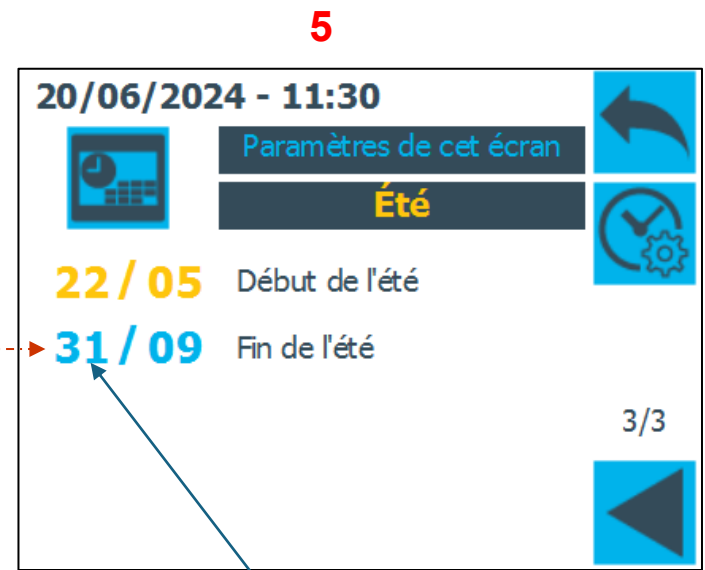 5
20/06/2024 - 11:30
Paramètres de cet écran
Été
22/05 Début de l'été
31/09 Fin de l'été
3/3